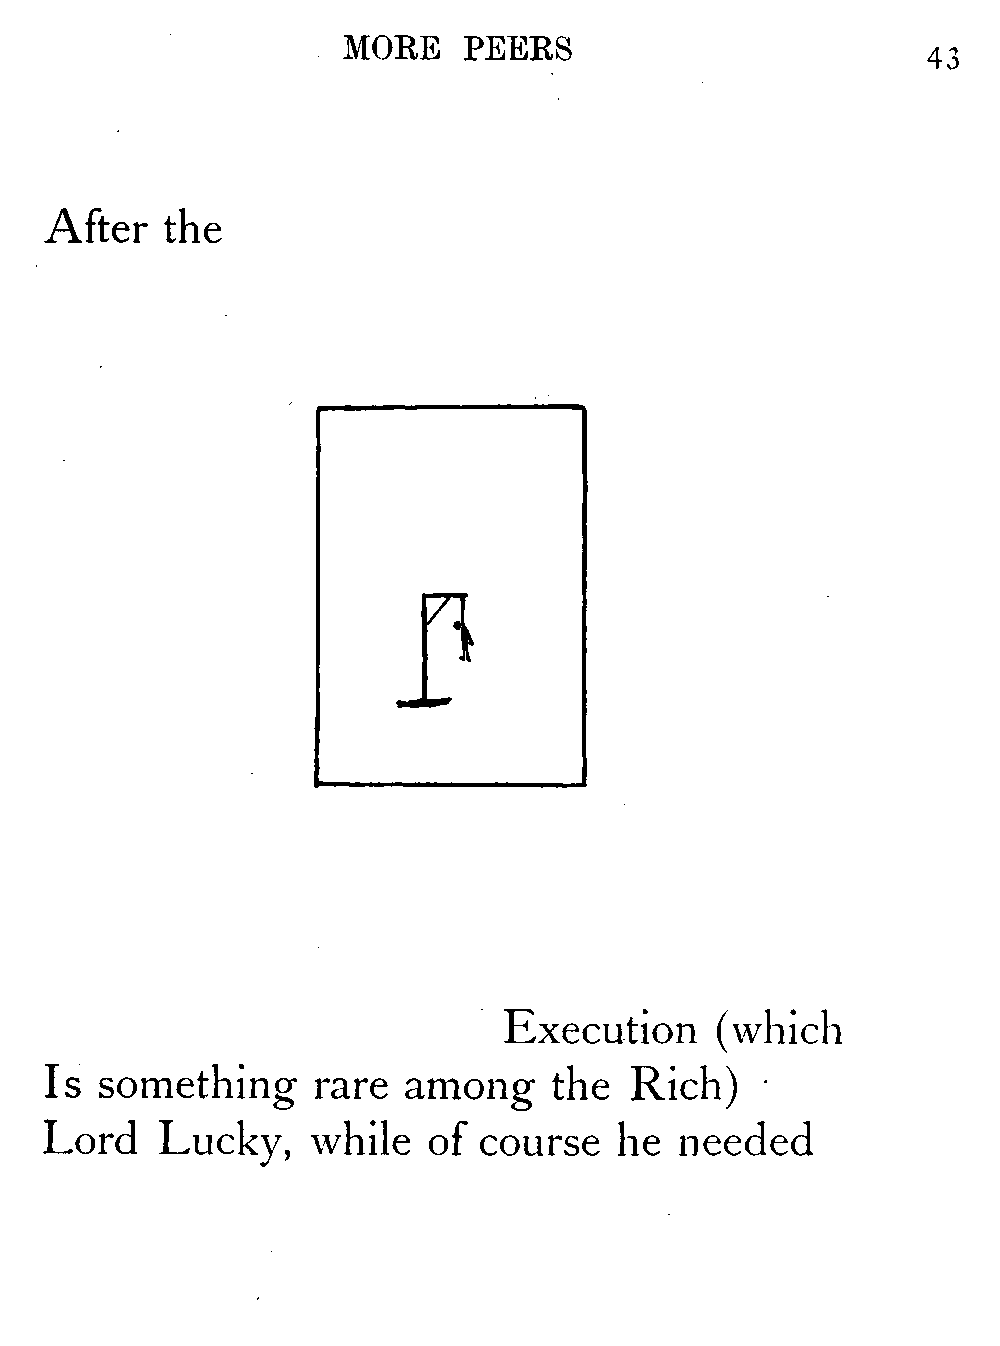 MORE PEERS 43
After the
Execution (which
Is something rare among the Rich)
Lord Lucky, while of course he needed